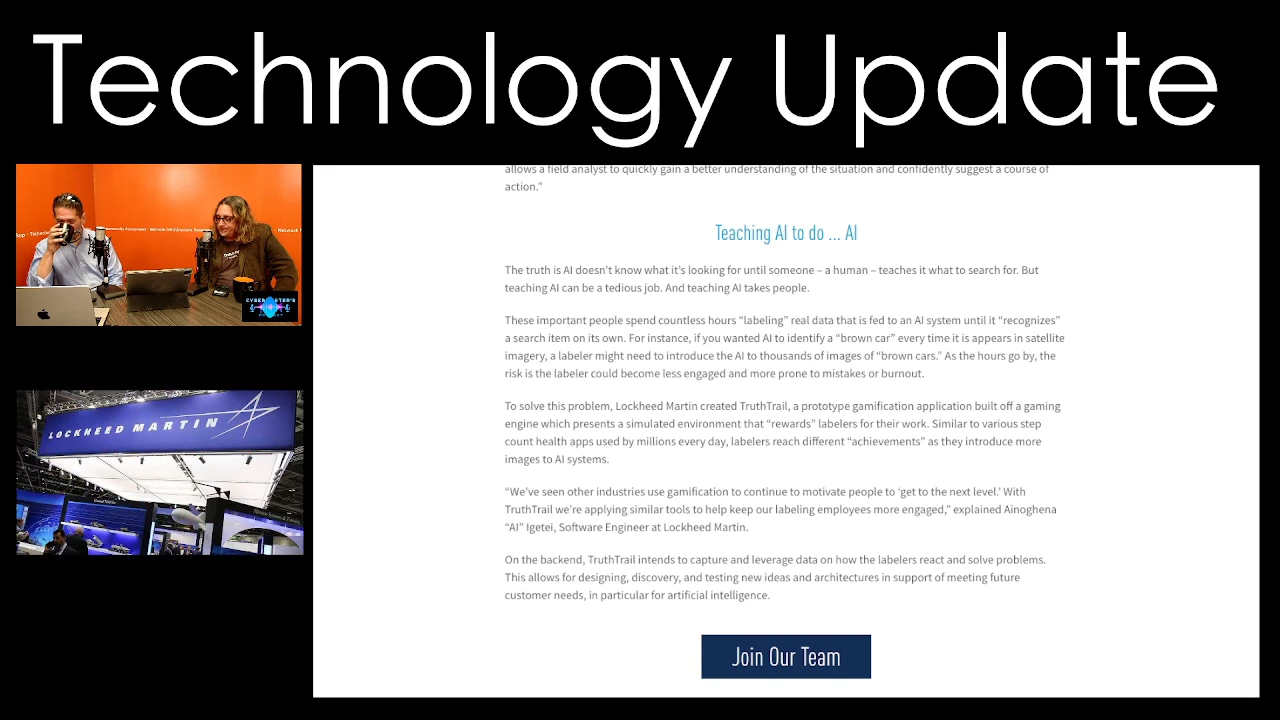 Technology Update
allows a field analyst to quickly gain a better understanding of the situation and confidently suggest a course of
action."
Teaching AI to do ... AI
The truth is AI doesn't know what it's looking for until someone – a human – teaches it what to search for. But
teaching AI can be a tedious job. And teaching AI takes people.
These important people spend countless hours “labeling” real data that is fed to an AI system until it “recognizes”
a search item on its own. For instance, if you wanted AI to identify a “brown car” every time it is appears in satellite
imagery, a labeler might need to introduce the AI to thousands of images of “brown cars.” As the hours go by, the
risk is the labeler could become less engaged and more prone to mistakes or burnout.
To solve this problem, Lockheed Martin created TruthTrail, a prototype gamification application built off a gaming
engine which presents a simulated environment that “rewards” labelers for their work. Similar to various step
count health apps used by millions every day, labelers reach different “achievements” as they introduce more
images to AI systems.
“We've seen other industries use gamification to continue to motivate people to ‘get to the next level.’ With
TruthTrail we're applying similar tools to help keep our labeling employees more engaged,” explained Ainoghena
“AI” Igetei, Software Engineer at Lockheed Martin.
On the backend, TruthTrail intends to capture and leverage data on how the labelers react and solve problems.
This allows for designing, discovery, and testing new ideas and architectures in support of meeting future
customer needs, in particular for artificial intelligence.
Join Our Team
LOCKHEED MARTIN